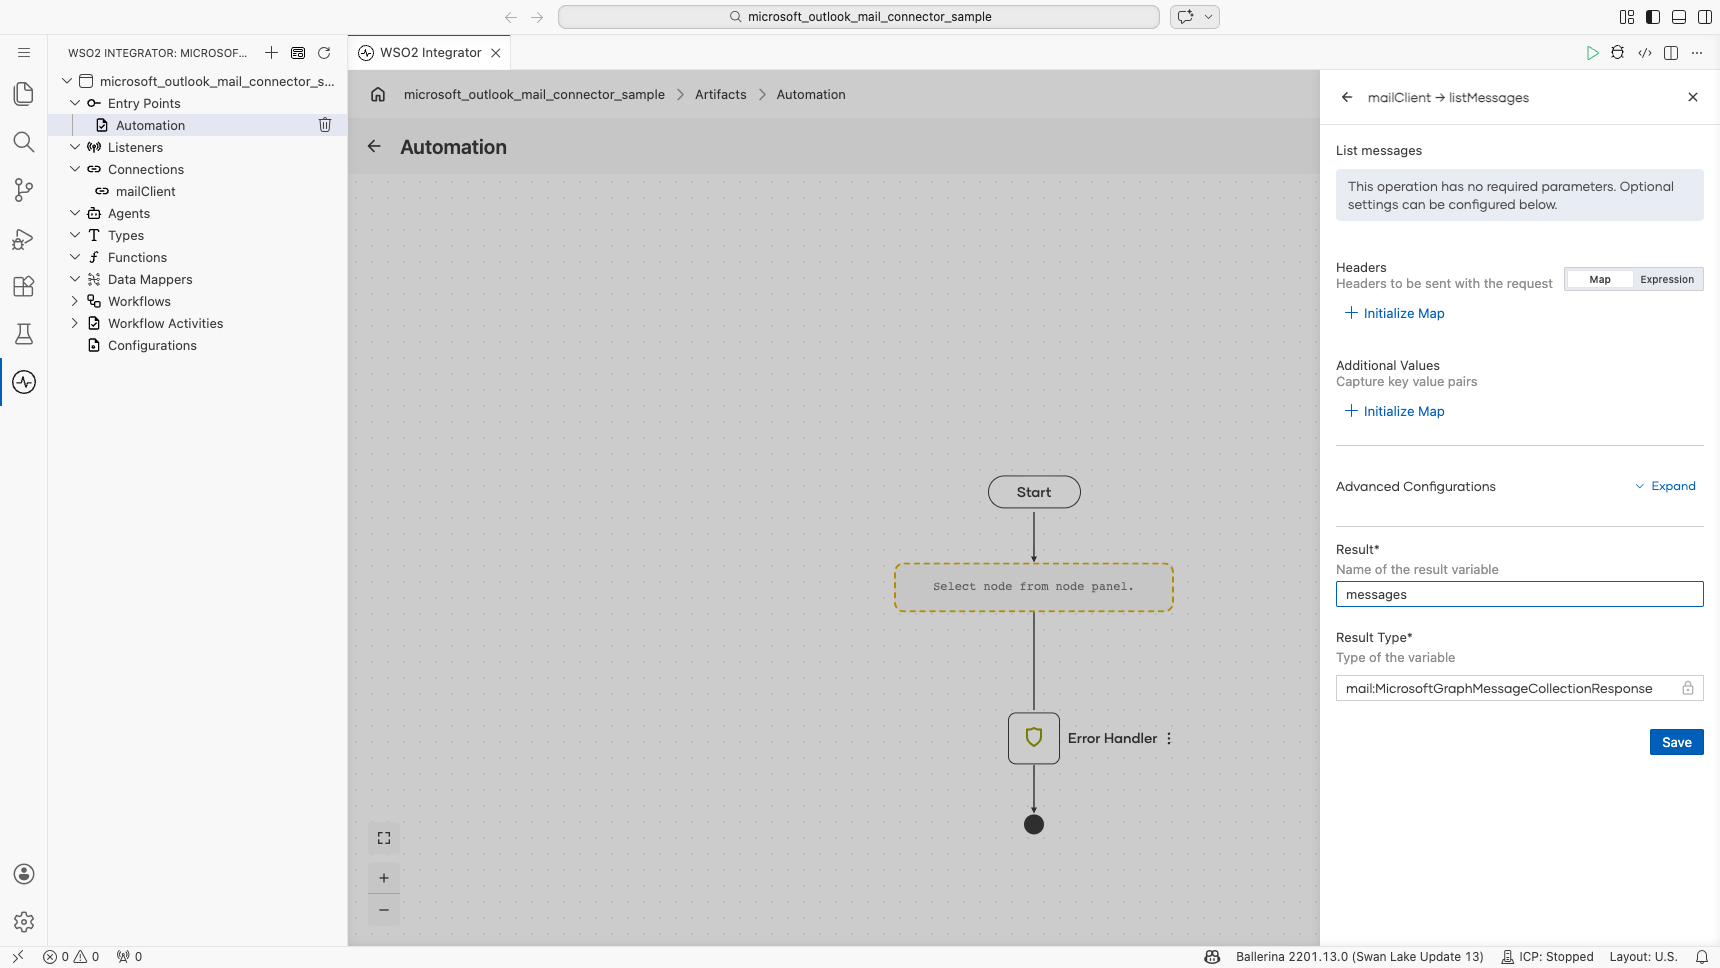 microsoft_outlook_mail_connector_sample
WSO2 INTEGRATOR: MICROSOF...
WSO2 Integrator
microsoft_outlook_mail_connector_s...
Entry Points
Automation
Listeners
Connections
mailClient
Agents
Types
Functions
Data Mappers
Workflows
Workflow Activities
Configurations
microsoft_outlook_mail_connector_sample
Artifacts
Automation
Automation
Start
Select node from node panel.
Error Handler
mailClient → listMessages
List messages
This operation has no required parameters. Optional
settings can be configured below.
Headers
Headers to be sent with the request
Map
Expression
Initialize Map
Additional Values
Capture key value pairs
Initialize Map
Advanced Configurations
Expand
Result*
Name of the result variable
messages
Result Type*
Type of the variable
mail:MicrosoftGraphMessageCollectionResponse
Save
0
0
0
Ballerina 2201.13.0 (Swan Lake Update 13)
ICP: Stopped
Layout: U.S.